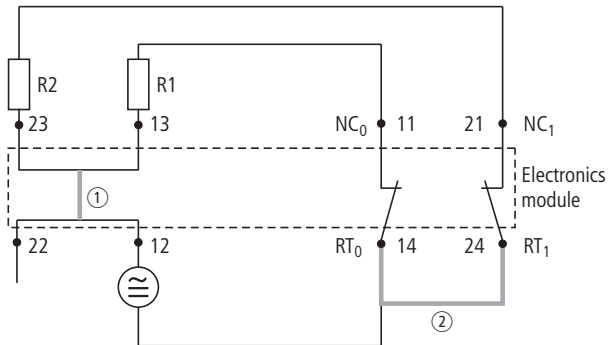 R2
R1
23
13
NC₀ 11
21 NC₁
①
Electronics
module
22
12
RT₀ 14
24 RT₁
≅
②